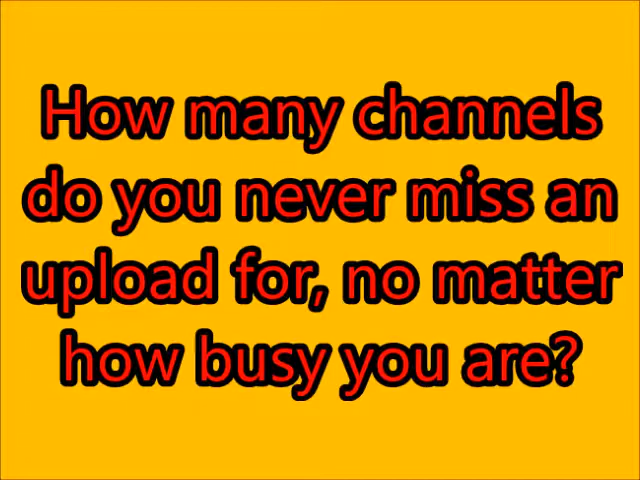 How many channels
do you never miss an
upload for, no matter
how busy you are?